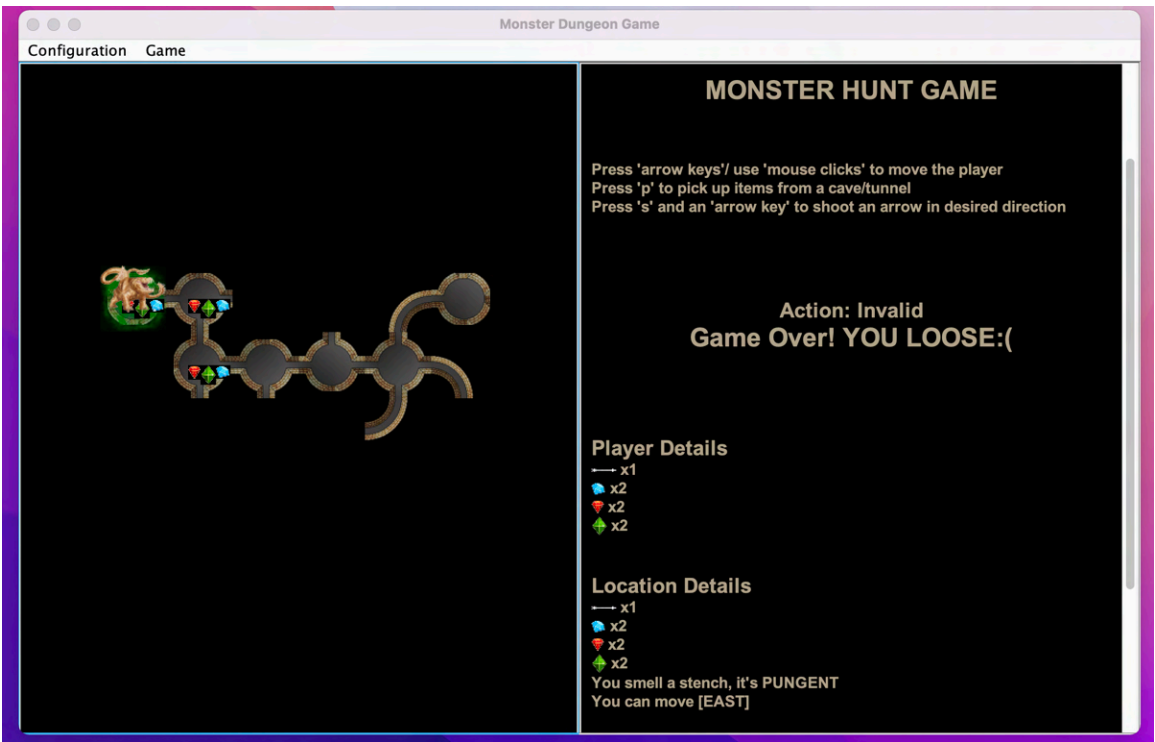 Monster Dungeon Game
Configuration Game
MONSTER HUNT GAME
Press 'arrow keys'/ use 'mouse clicks' to move the player
Press 'p' to pick up items from a cave/tunnel
Press 's' and an 'arrow key' to shoot an arrow in desired direction
Action: Invalid
Game Over! YOU LOOSE:(
Player Details
x1
x2
x2
x2
Location Details
x1
x2
x2
x2
You smell a stench, it's PUNGENT
You can move [EAST]